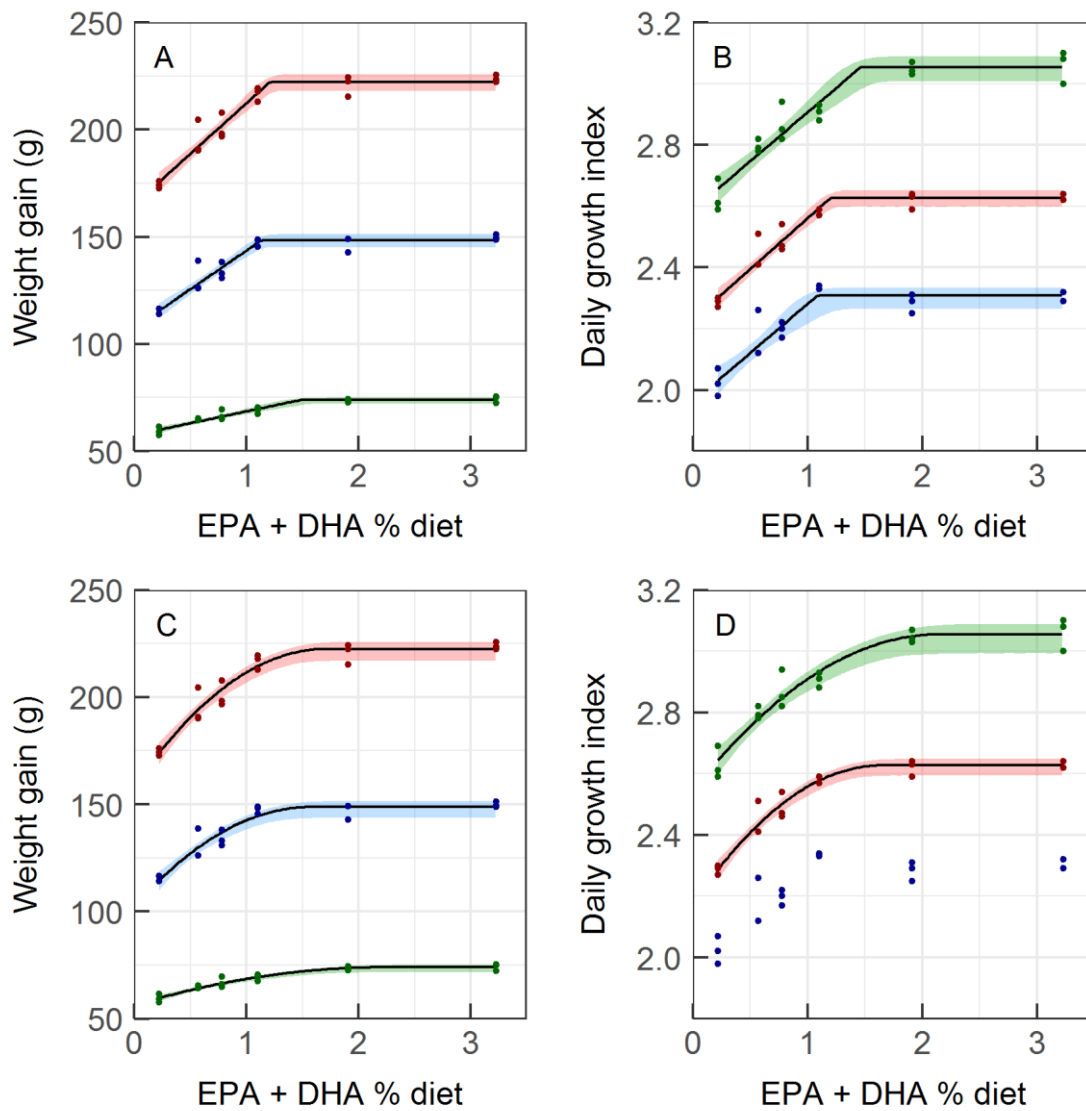 A
Weight gain (g)
250
200
150
100
50
0
1
2
3
EPA + DHA % diet
B
Daily growth index
3.2
2.8
2.4
2.0
0
1
2
3
EPA + DHA % diet
C
Weight gain (g)
250
200
150
100
50
0
1
2
3
EPA + DHA % diet
D
Daily growth index
3.2
2.8
2.4
2.0
0
1
2
3
EPA + DHA % diet